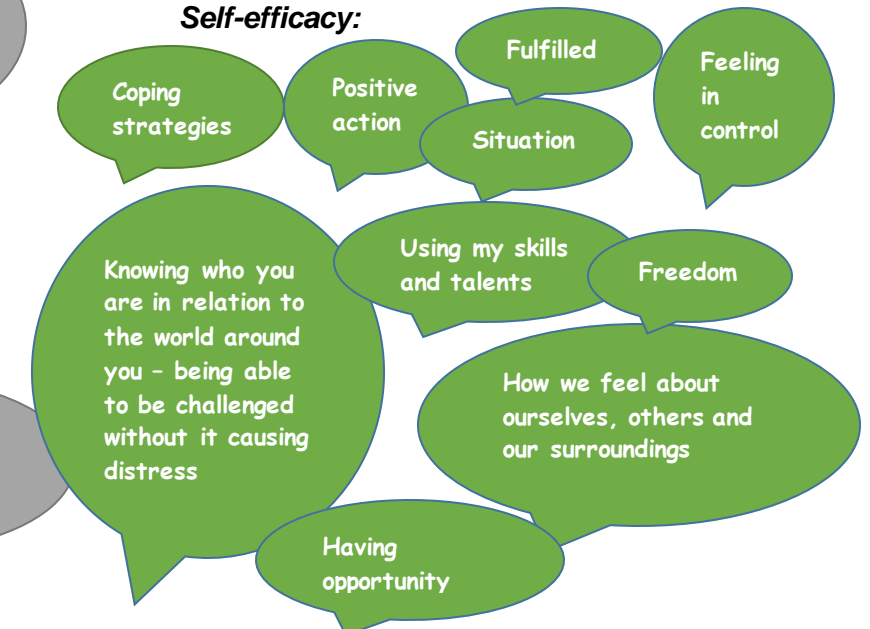 Self-efficacy:
Coping
strategies
Positive
action
Fulfilled
Situation
Feeling
in
control
Knowing who you
are in relation to
the world around
you – being able
to be challenged
without it causing
distress
Using my skills
and talents
Freedom
How we feel about
ourselves, others and
our surroundings
Having
opportunity